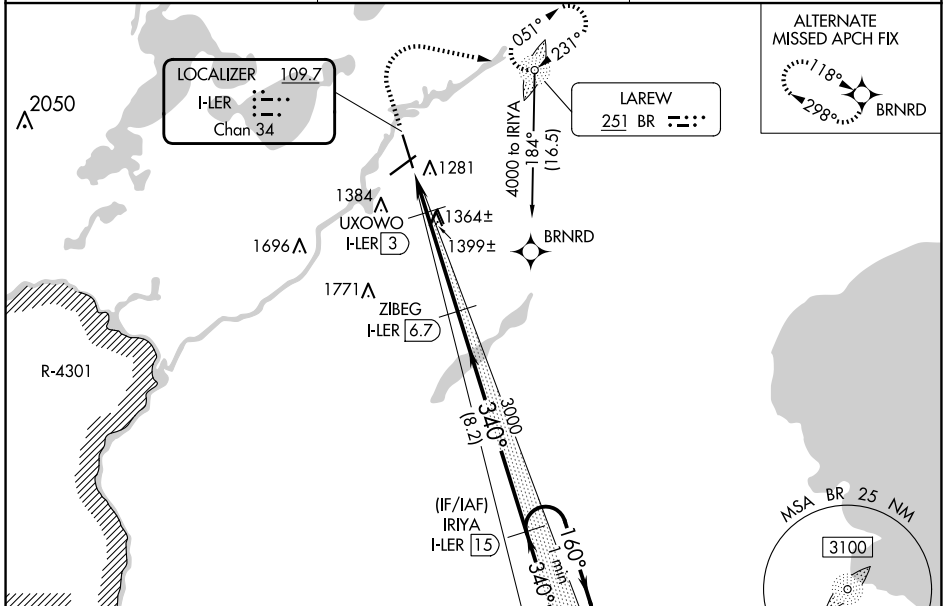 051°
231°
ALTERNATE
MISSED APCH FIX
118°
298°
BRNRD
LOCALIZER 109.7
I-LER
Chan 34
LAREW
251 BR
2050
4000 to IRIYA
184°
(16.5)
1281
1384
UXOWO
I-LER 3
1364±
1399±
BRNRD
1696
1771
ZIBEG
I-LER 6.7
R-4301
3000
340°
(8.2)
(IF/IAF)
IRIYA
I-LER 15
160°
1 min
340°
MSA BR 25 NM
3100